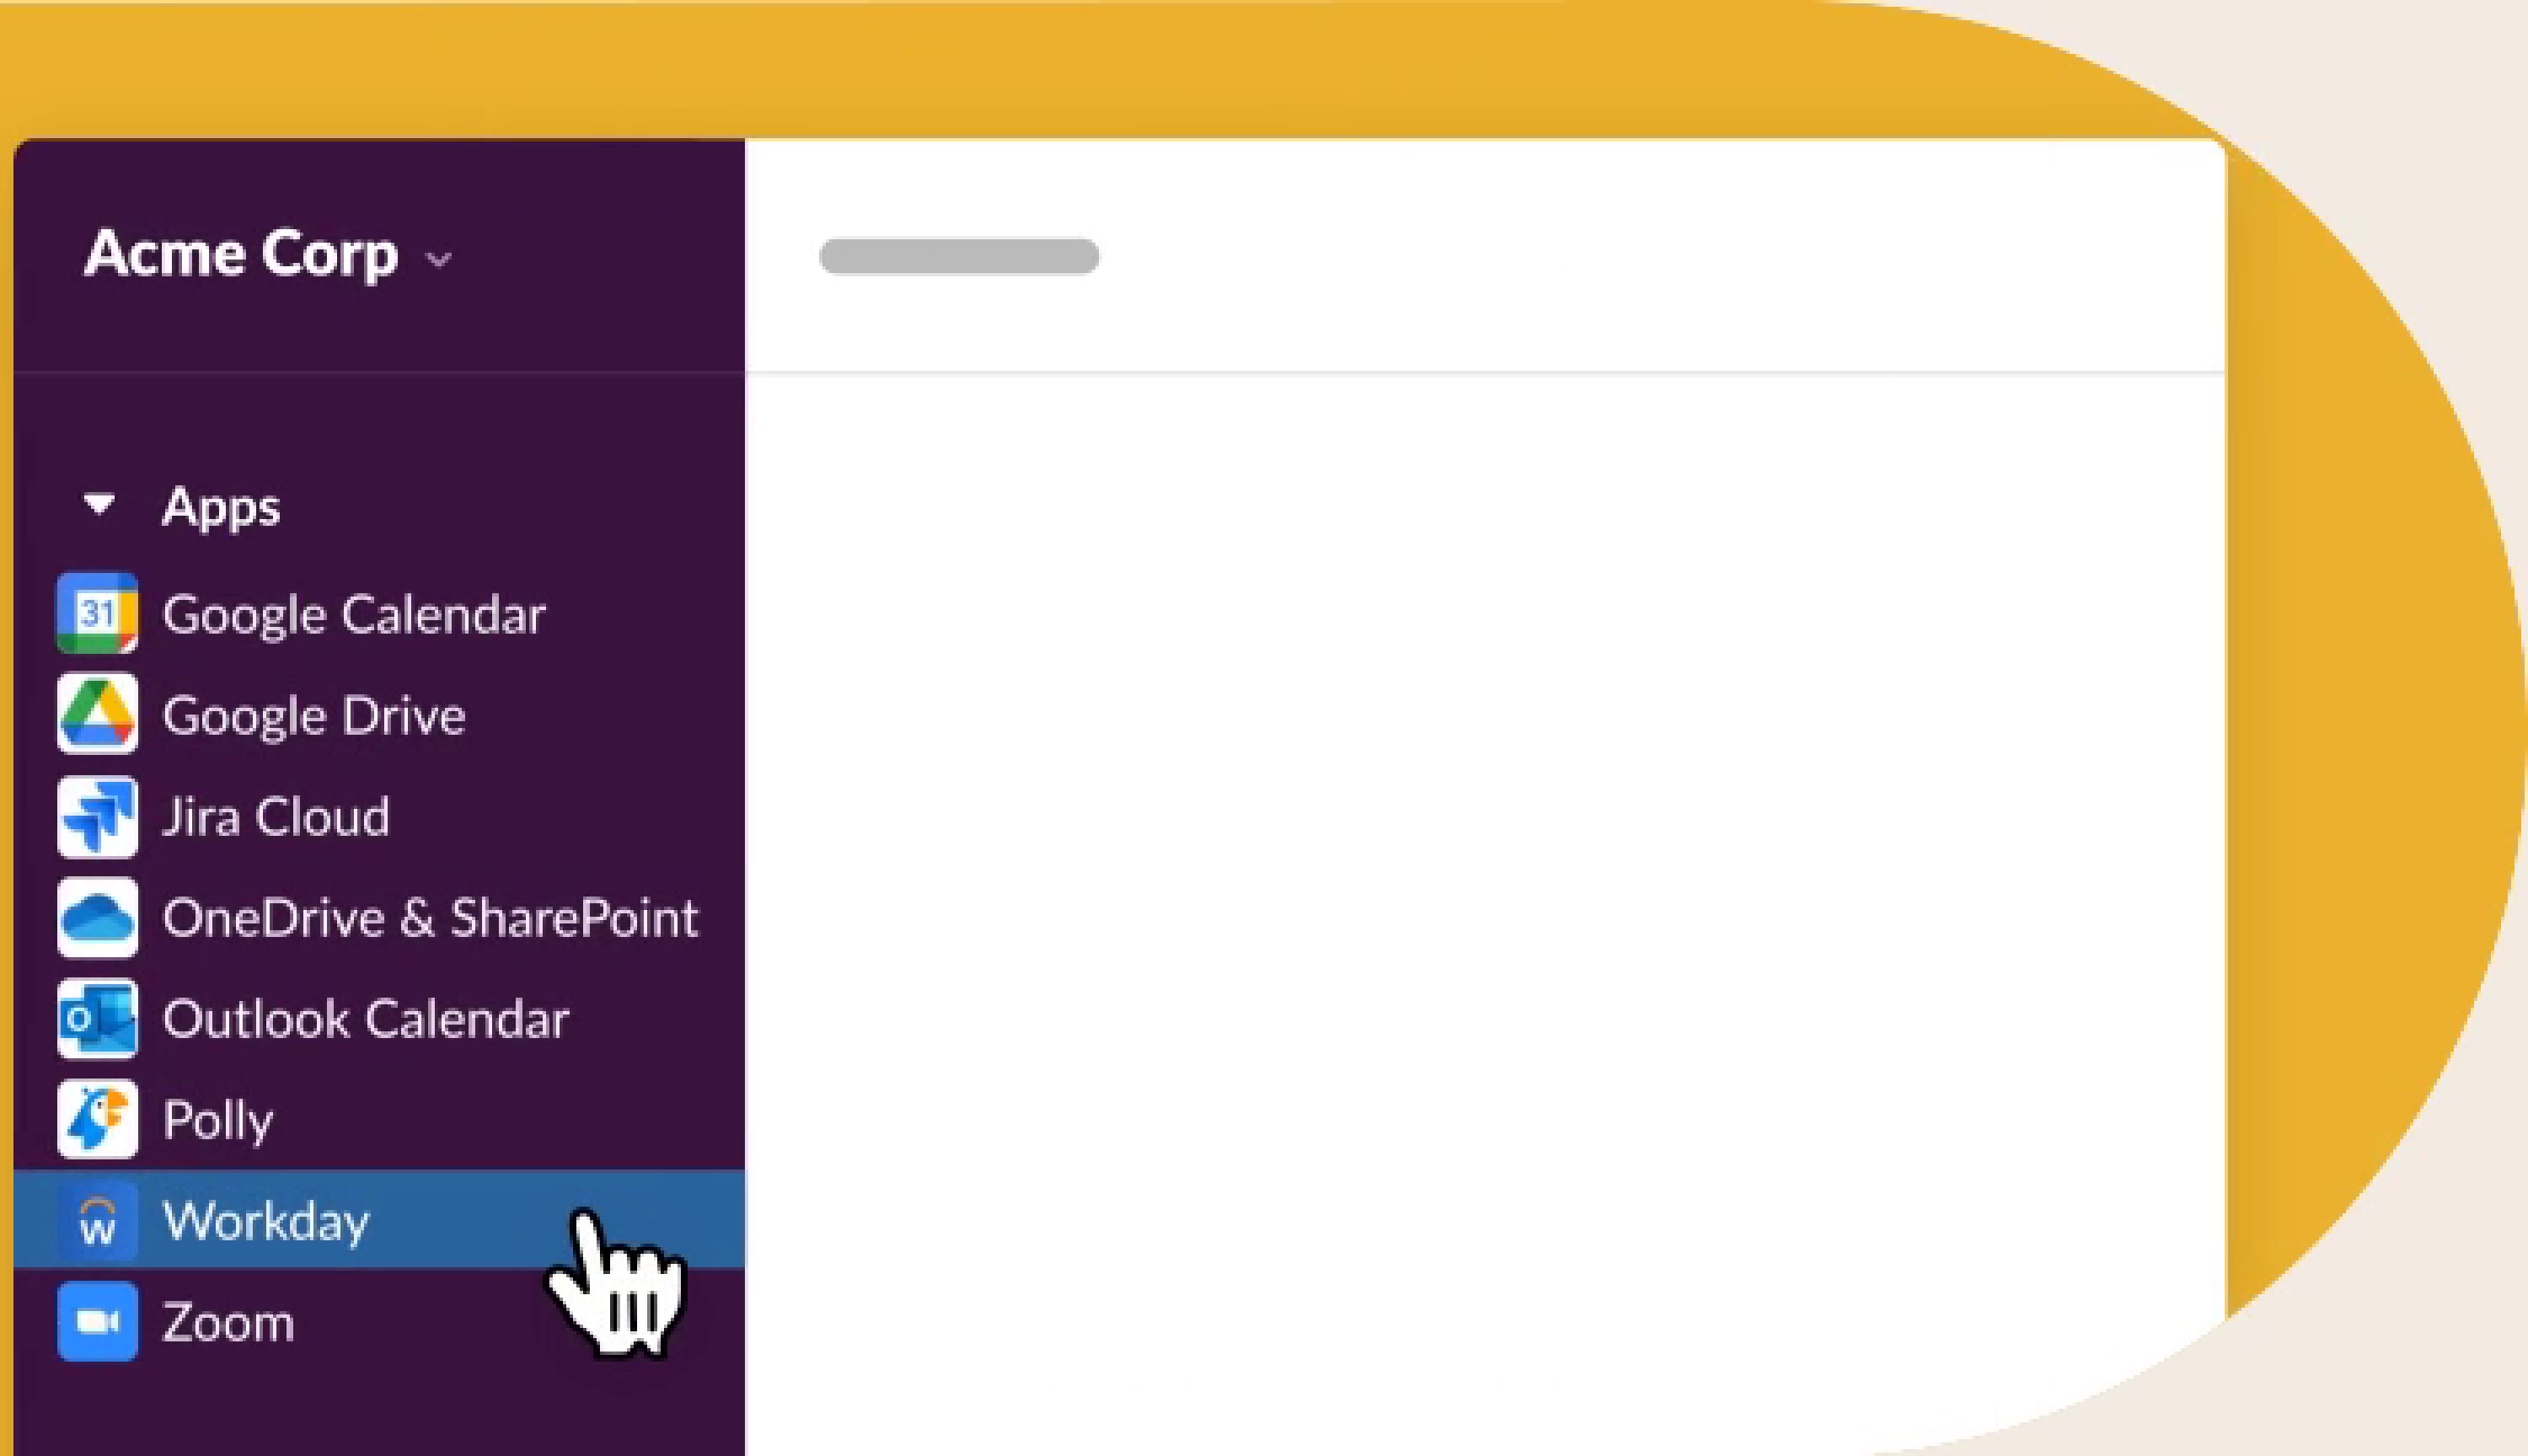 Acme Corp
Apps
31
Google Calendar
Google Drive
Jira Cloud
OneDrive & SharePoint
O
Outlook Calendar
Polly
W
Workday
Zoom